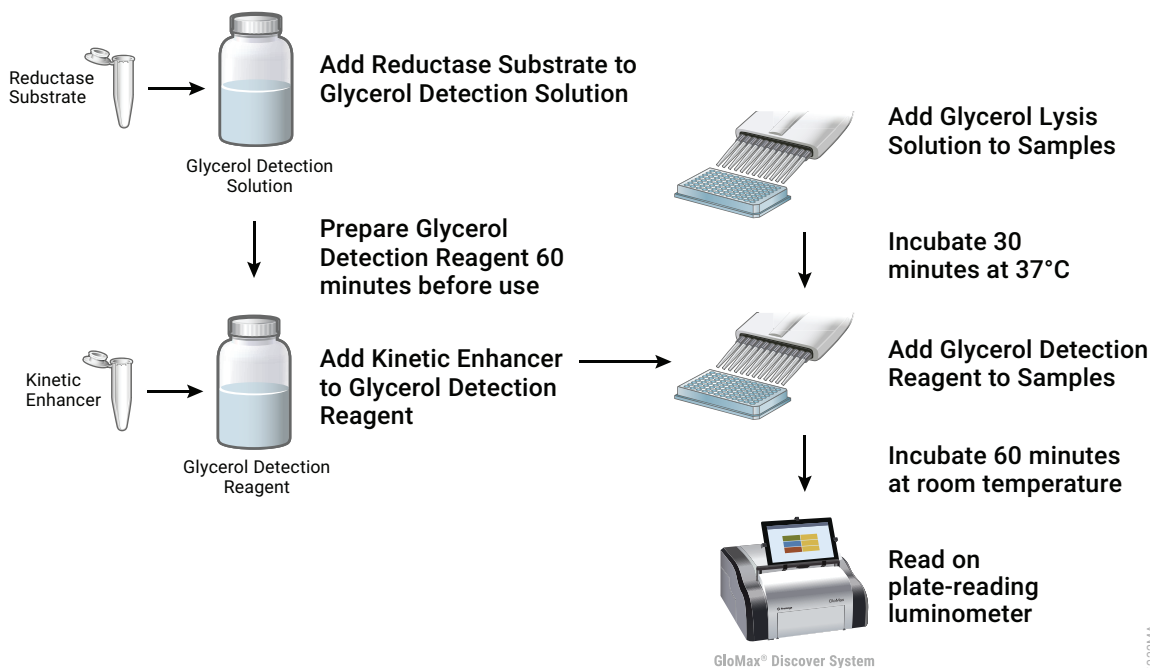 Reductase
Substrate
Add Reductase Substrate to
Glycerol Detection Solution
Glycerol Detection
Solution
Prepare Glycerol
Detection Reagent 60
minutes before use
Kinetic
Enhancer
Add Kinetic Enhancer
to Glycerol Detection
Reagent
Glycerol Detection
Reagent
Add Glycerol Lysis
Solution to Samples
Incubate 30
minutes at 37°C
Add Glycerol Detection
Reagent to Samples
Incubate 60 minutes
at room temperature
Read on
plate-reading
luminometer
GloMax
GloMax® Discover System